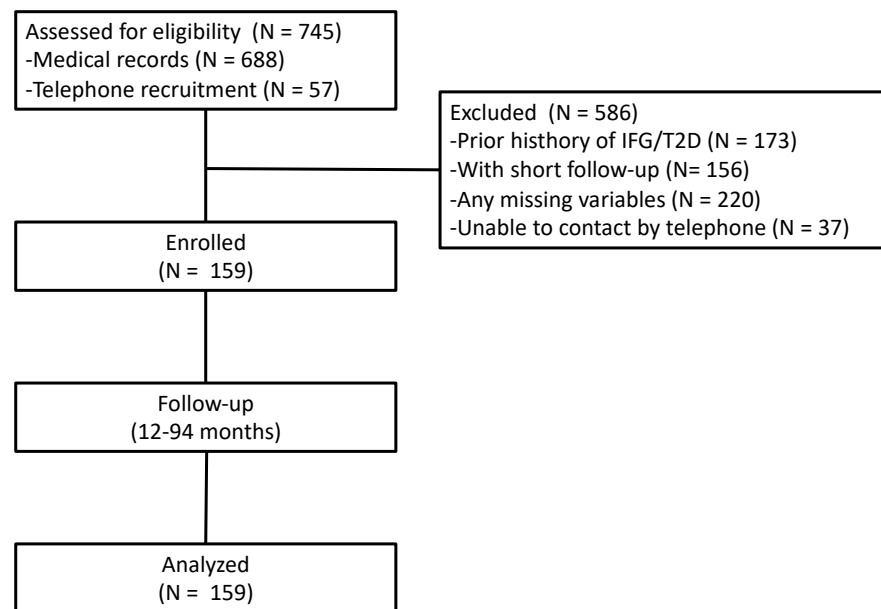 Assessed for eligibility (N = 745)
-Medical records (N = 688)
-Telephone recruitment (N = 57)
Excluded (N = 586)
-Prior histhory of IFG/T2D (N = 173)
-With short follow-up (N= 156)
-Any missing variables (N = 220)
-Unable to contact by telephone (N = 37)
Enrolled
(N = 159)
Follow-up
(12-94 months)
Analyzed
(N = 159)